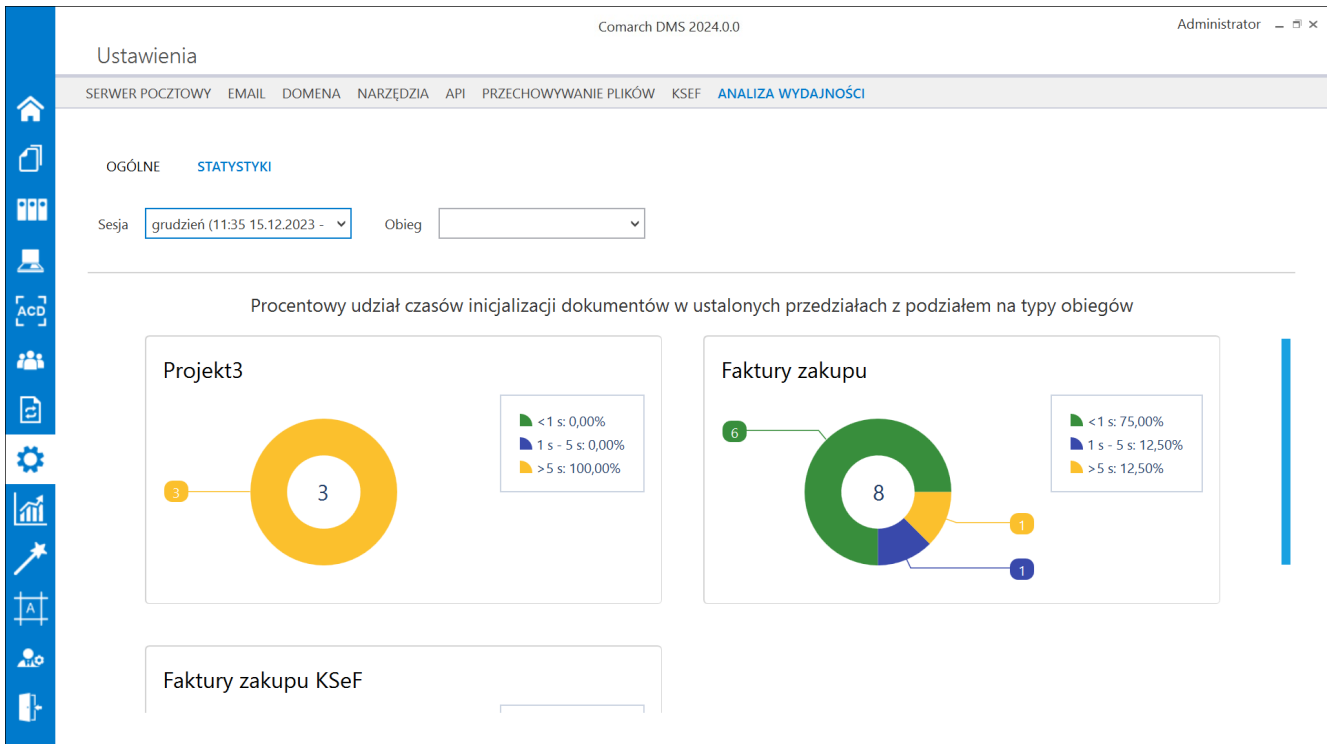 Comarch DMS 2024.0.0
Administrator
Ustawienia
SERWER POCZTOWY EMAIL DOMENA NARZĘDZIA API PRZECHOWYWANIE PLIKÓW KSEF ANALIZA WYDAJNOŚCI
OGÓLNE STATYSTYKI
Sesja grudzień (11:35 15.12.2023 - Obieg
ACD
A
Procentowy udział czasów inicjalizacji dokumentów w ustalonych przedziałach z podziałem na typy obiegów
Projekt3
<1 s: 0,00%
1 s - 5 s: 0,00%
>5 s: 100,00%
3
3
Faktury zakupu
<1 s: 75,00%
1 s - 5 s: 12,50%
>5 s: 12,50%
6
8
1
1
Faktury zakupu KSeF